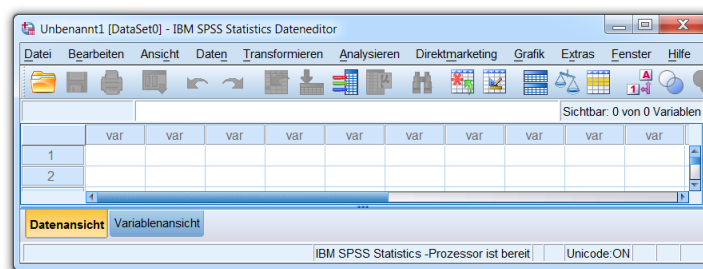 Unbenannt1 [DataSet0] - IBM SPSS Statistics Dateneditor
Datei Bearbeiten Ansicht Daten Transformieren Analysieren Direktmarketing Grafik Extras Fenster Hilfe
A
14
Sichtbar: 0 von 0 Variablen
var var var var var var var var var var
1
2
Datenansicht Variablenansicht
IBM SPSS Statistics -Prozessor ist bereit Unicode:ON